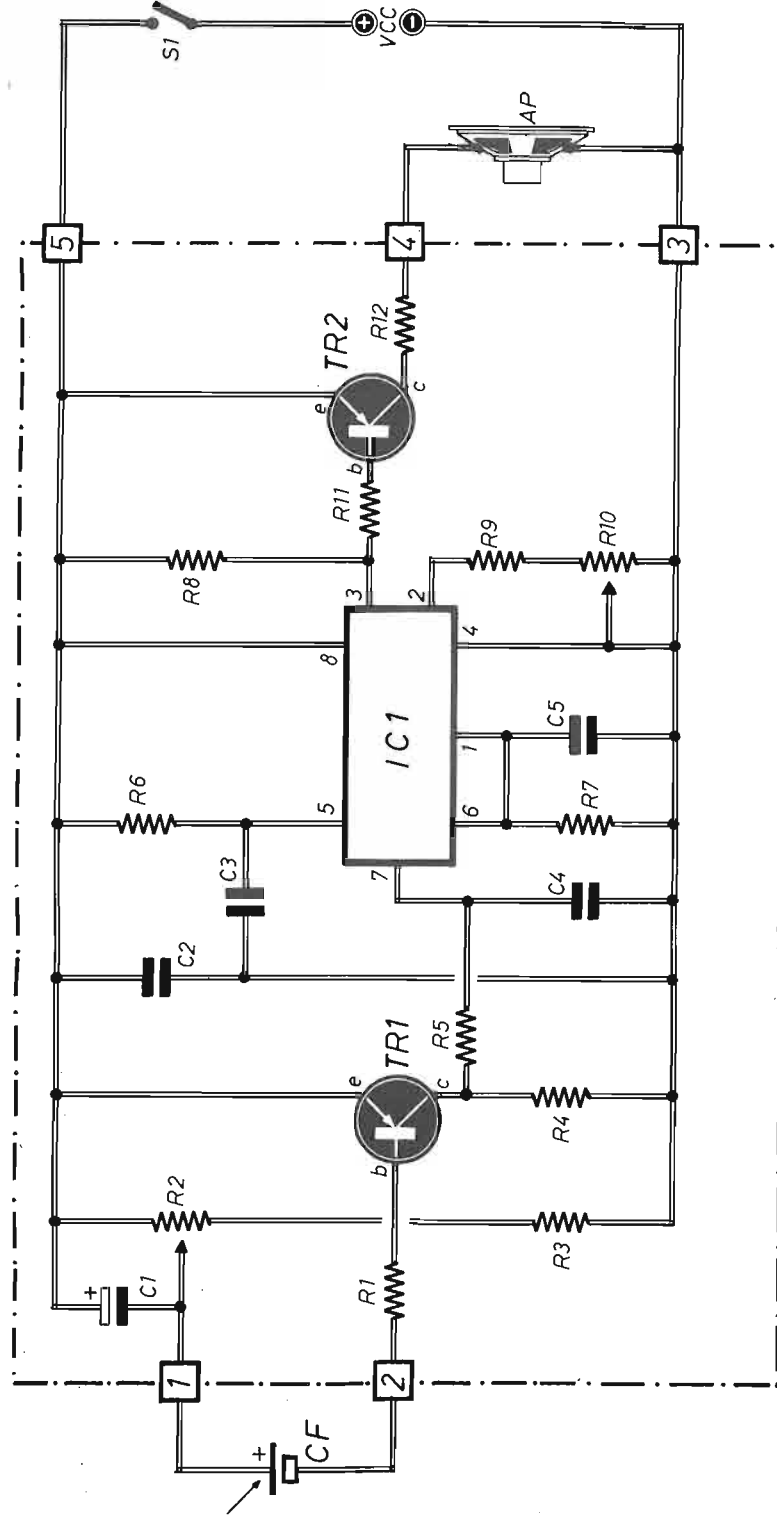 +
CF
1
2
+
C1
R2
R1
R3
b
e
c
TR1
R4
R5
C2
C3
R6
C4
R7
C5
IC1
7
5
8
6
1
4
3
2
R8
R9
R10
R11
b
e
c
TR2
R12
5
4
3
AP
S1
+
VCC
-